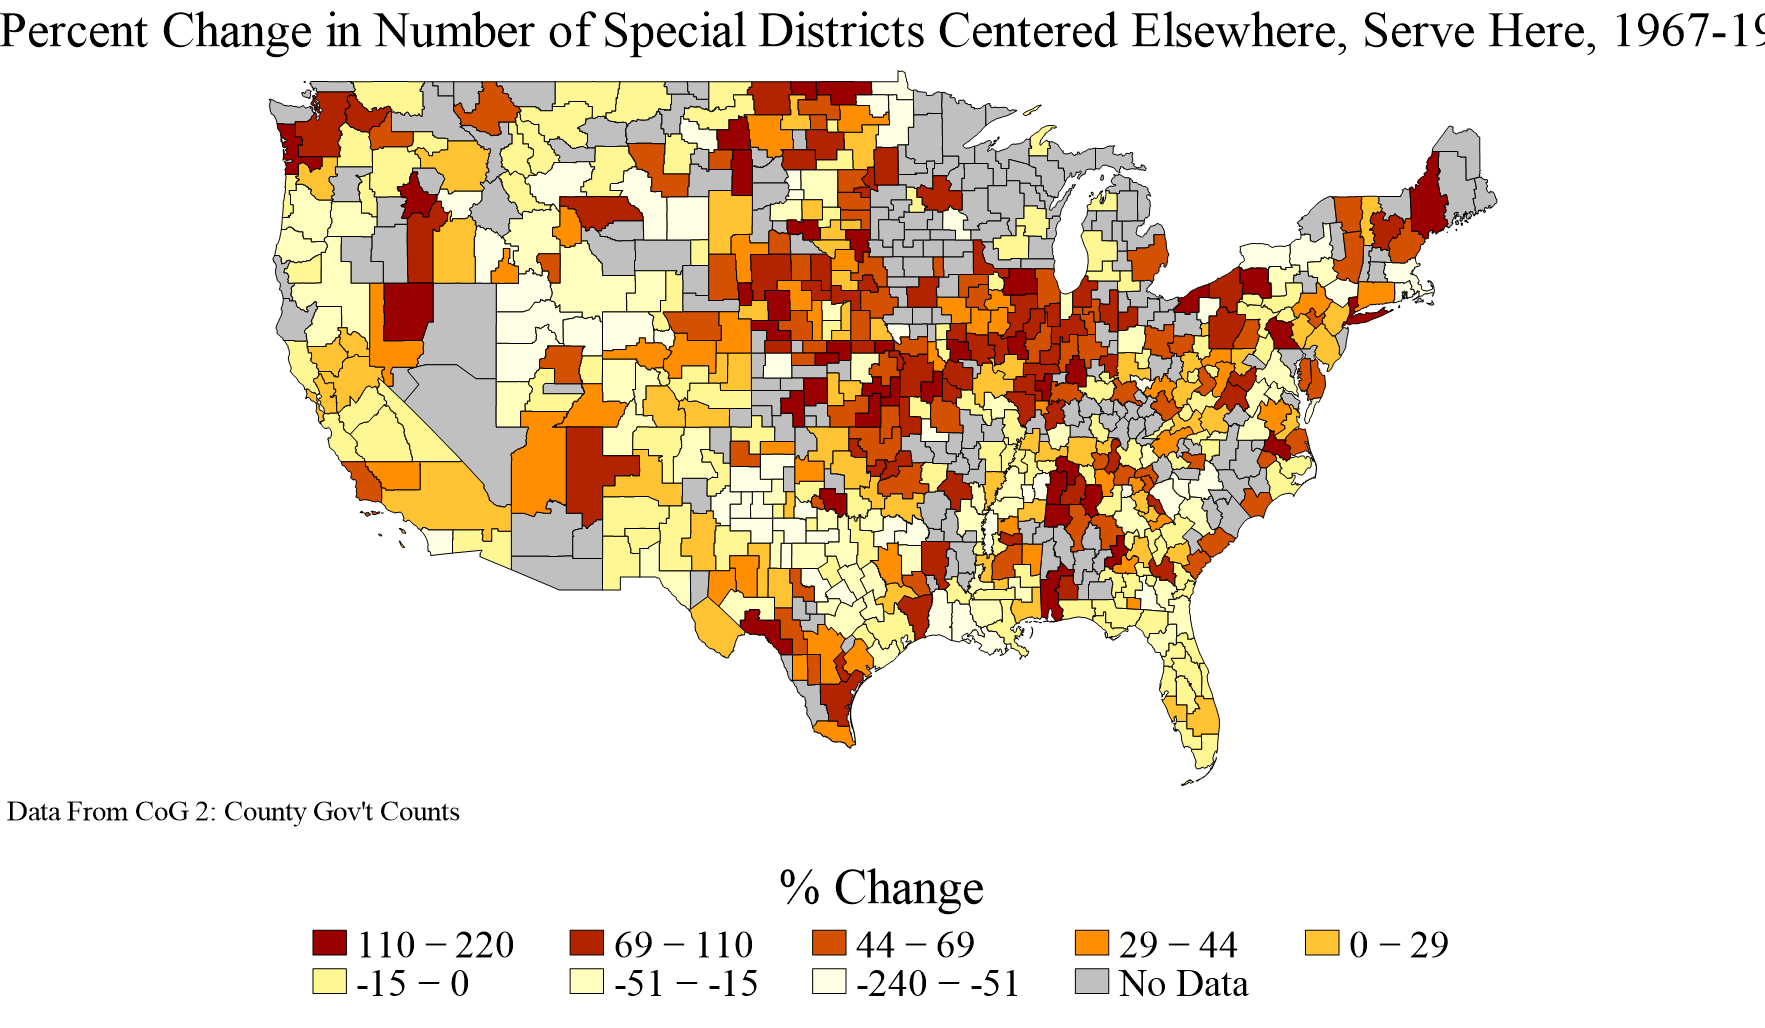 Percent Change in Number of Special Districts Centered Elsewhere, Serve Here, 1967-19
Data From CoG 2: County Gov't Counts
% Change
110 − 220 69 − 110 44 − 69 29 − 44 0 − 29
-15 − 0 -51 − -15 -240 − -51 No Data